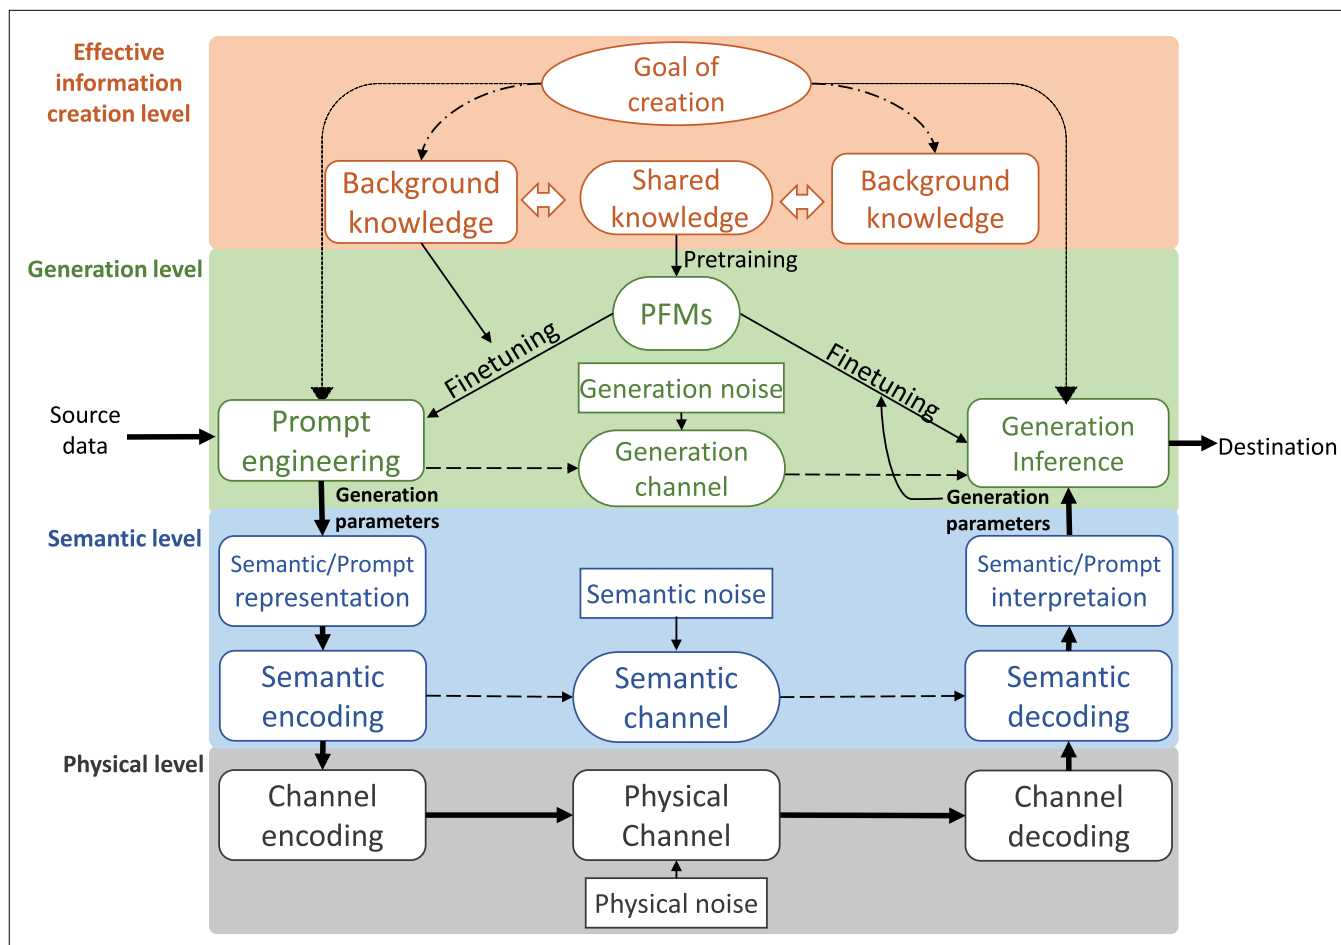 Effective
information
creation level
Goal of
creation
Background
knowledge
Shared
knowledge
Background
knowledge
Generation level
Pretraining
PFMs
Finetuning
Finetuning
Generation noise
Source
data
Prompt
engineering
Generation
channel
Generation
Inference
Destination
Generation
parameters
Generation
parameters
Semantic level
Semantic/Prompt
representation
Semantic noise
Semantic/Prompt
interpretaion
Semantic
encoding
Semantic
channel
Semantic
decoding
Physical level
Channel
encoding
Physical
Channel
Channel
decoding
Physical noise